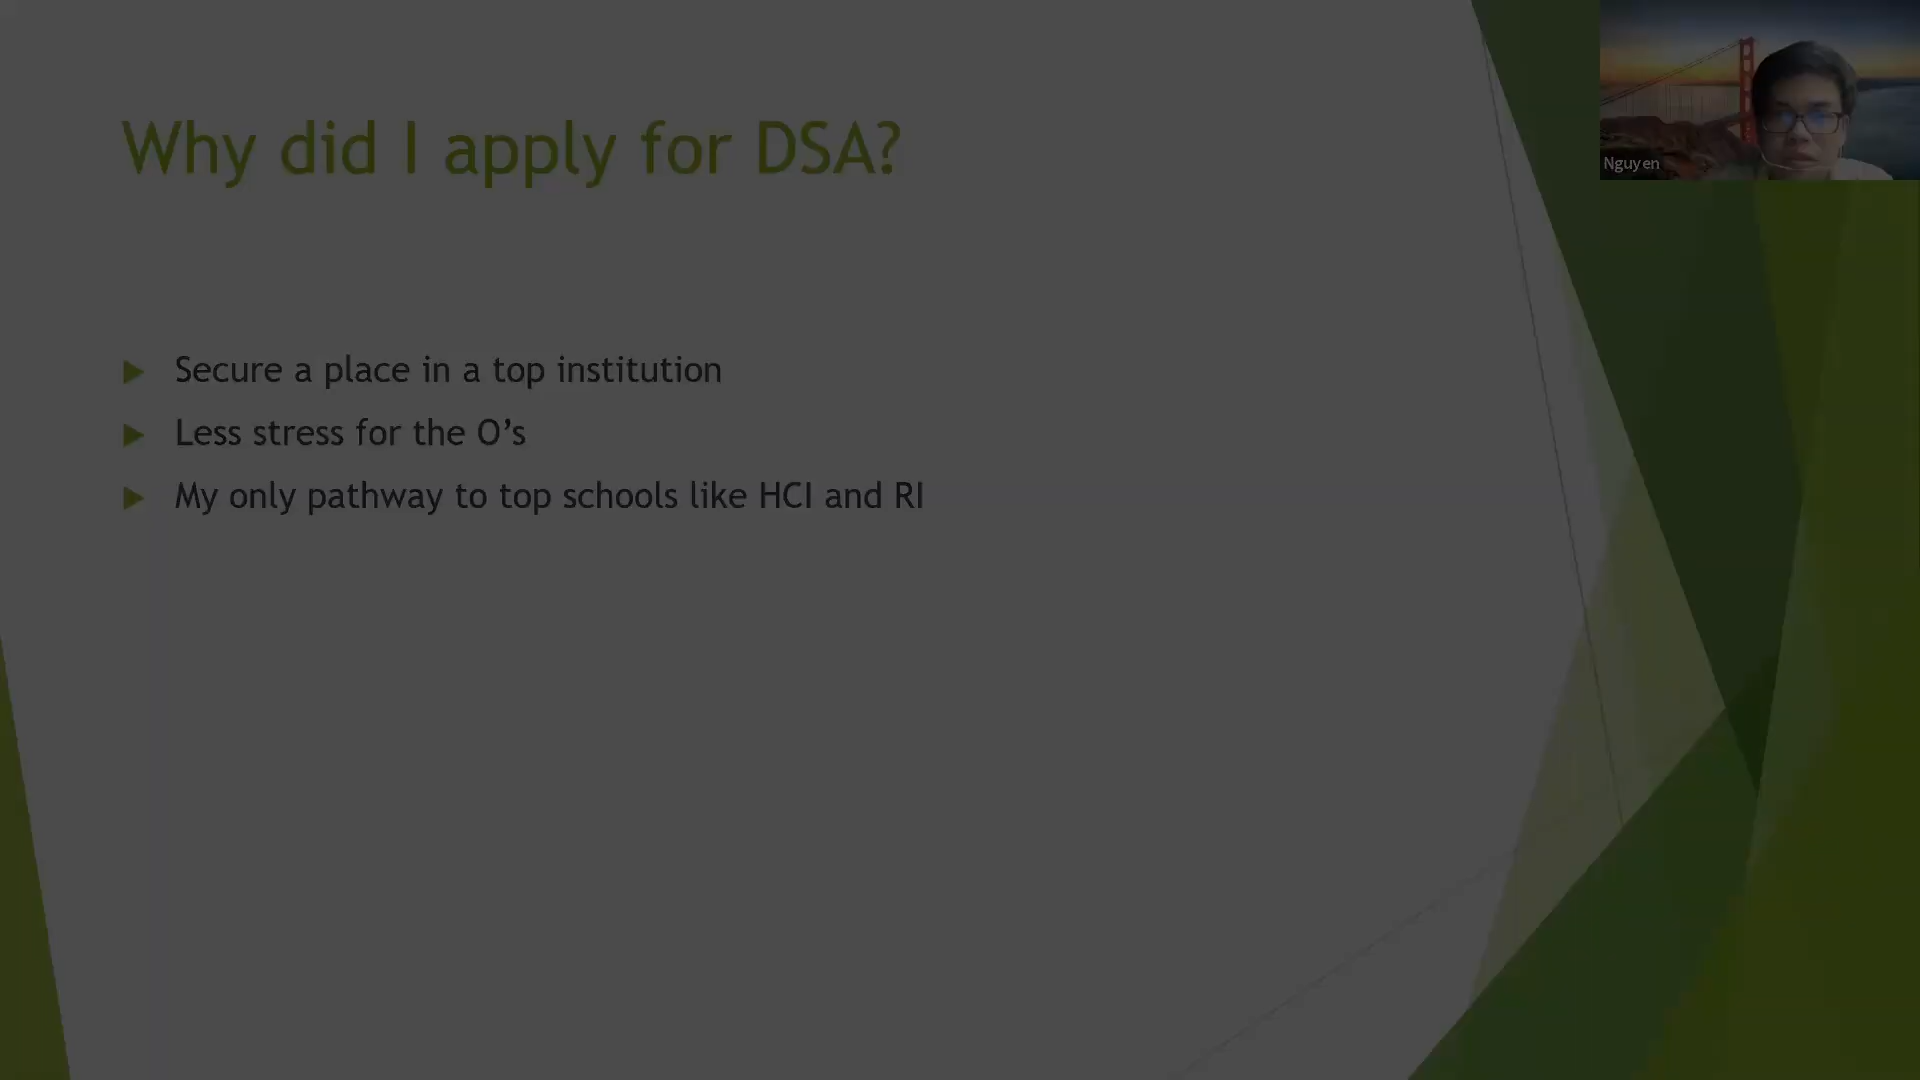 Why did I apply for DSA?
Nguyen
Secure a place in a top institution
Less stress for the O’s
My only pathway to top schools like HCI and RI